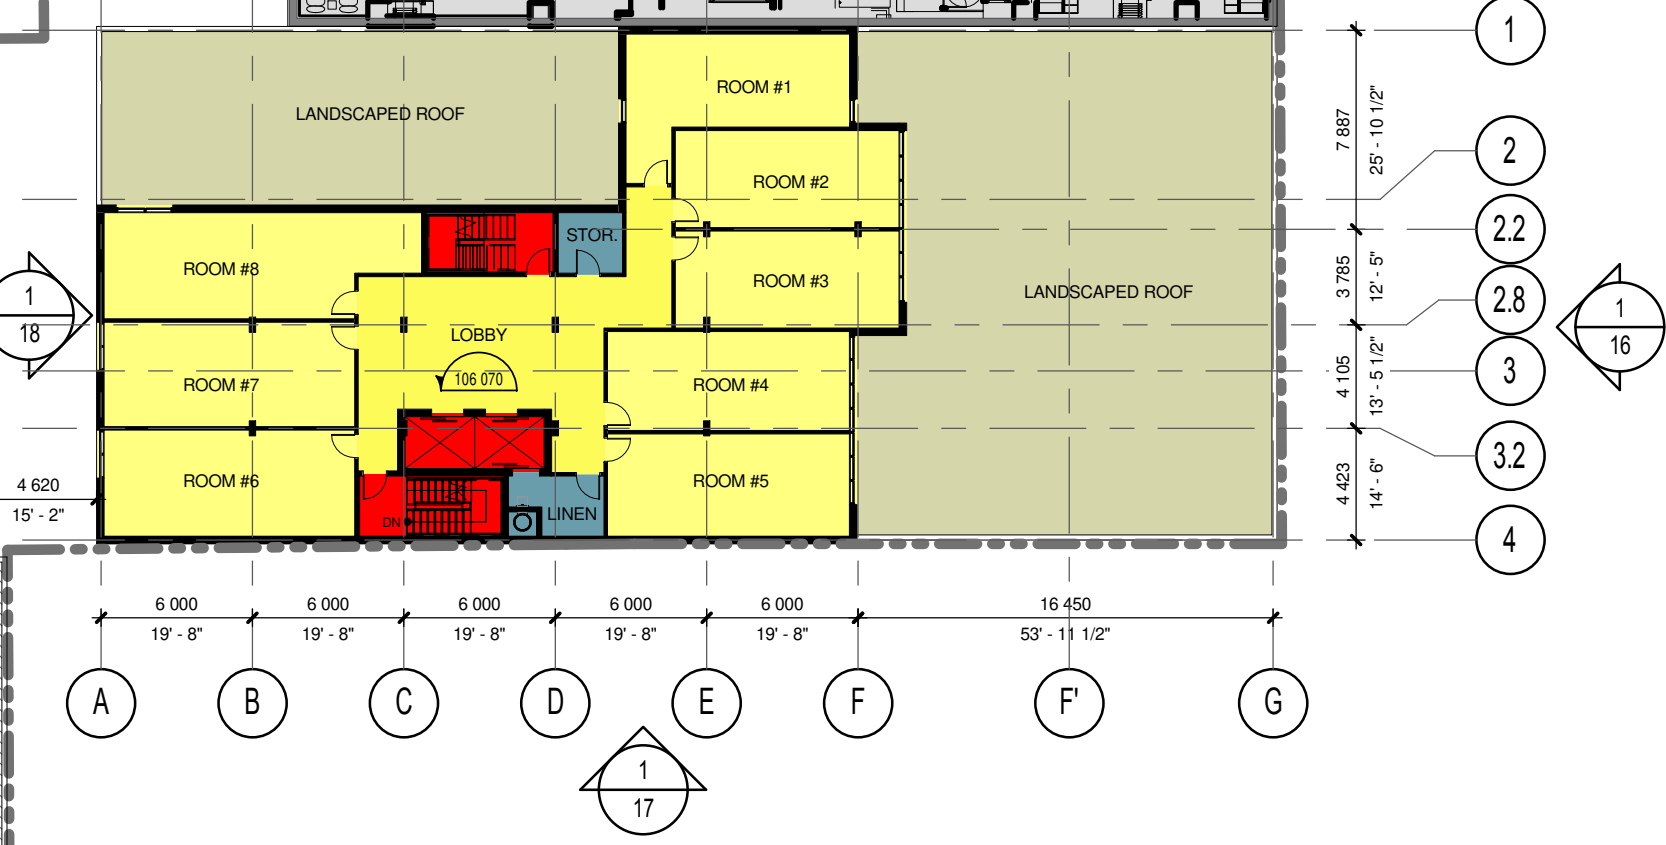 1
ROOM #1
LANDSCAPED ROOF
7 887
25' - 10 1/2"
2
ROOM #2
STOR.
2.2
ROOM #8
ROOM #3
3 785
12' - 5"
LANDSCAPED ROOF
2.8
1
18
LOBBY
1
16
106 070
ROOM #7
ROOM #4
4 105
13' - 5 1/2"
3
3.2
ROOM #6
ROOM #5
4 423
14' - 6"
4 620
15' - 2"
DN
LINEN
4
6 000
6 000
6 000
6 000
6 000
16 450
19' - 8"
19' - 8"
19' - 8"
19' - 8"
19' - 8"
53' - 11 1/2"
A
B
C
D
E
F
F'
G
1
17